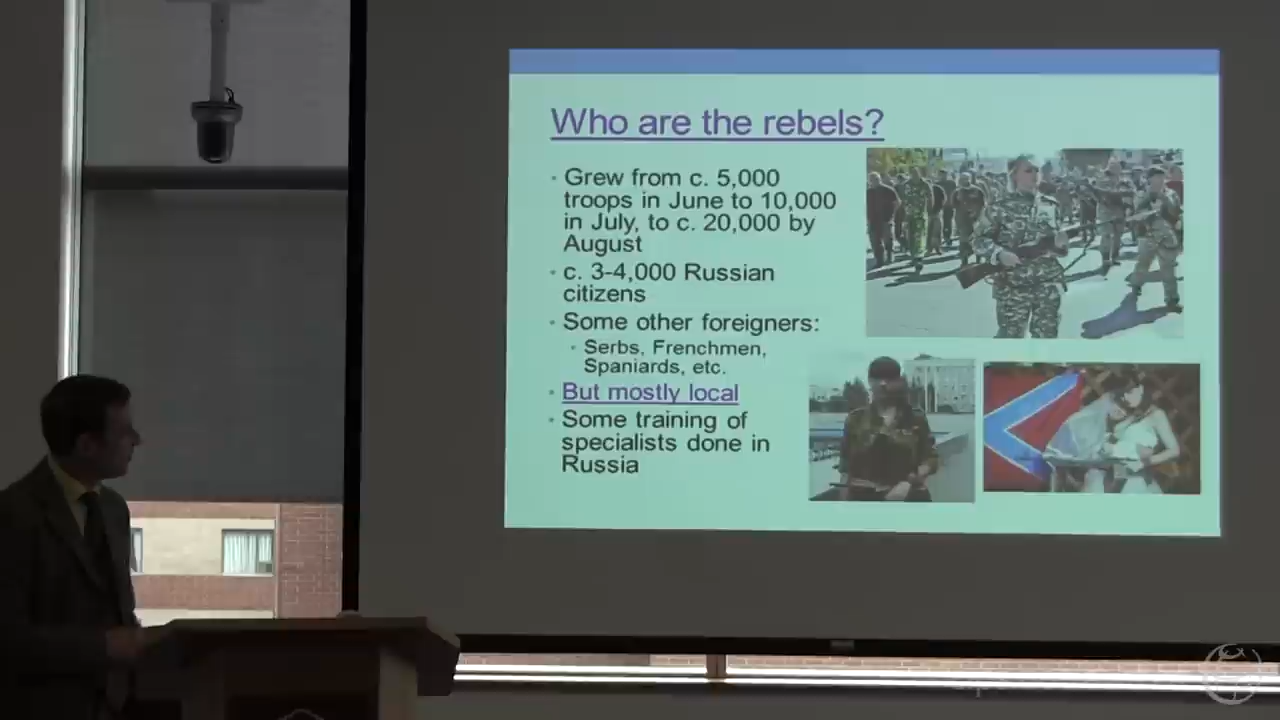 Who are the rebels?
Grew from c. 5,000
troops in June to 10,000
in July, to c. 20,000 by
August
c. 3-4,000 Russian
citizens
Some other foreigners:
Serbs, Frenchmen,
Spaniards, etc.
But mostly local
Some training of
specialists done in
Russia